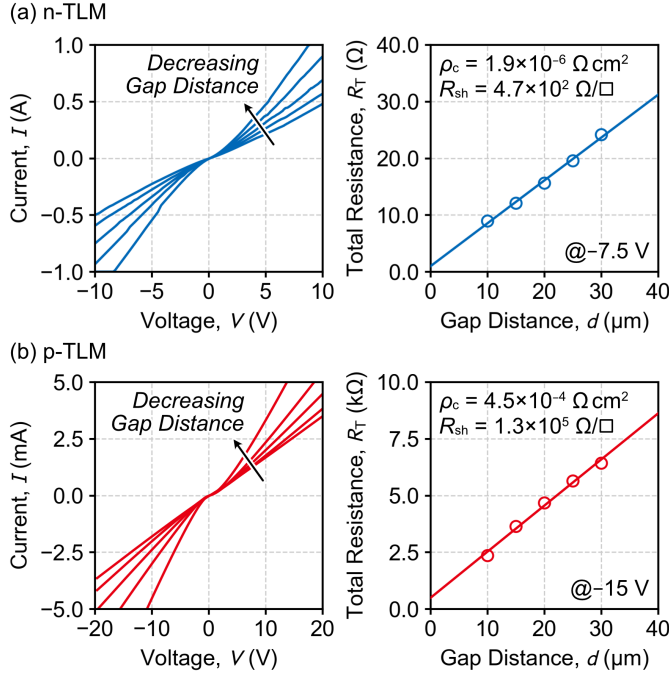 (a) n-TLM
Decreasing
Gap Distance
1.0
0.5
0.0
−0.5
−1.0
Current, I (A)
−10
−5
0
5
10
Voltage, V (V)
ρc = 1.9×10⁻⁶ Ω cm²
Rsh = 4.7×10² Ω/□
@−7.5 V
40.0
30.0
20.0
10.0
0.0
Total Resistance, RT (Ω)
0
10
20
30
40
Gap Distance, d (μm)
(b) p-TLM
Decreasing
Gap Distance
5.0
2.5
0.0
−2.5
−5.0
Current, I (mA)
−20
−10
0
10
20
Voltage, V (V)
ρc = 4.5×10⁻⁴ Ω cm²
Rsh = 1.3×10⁵ Ω/□
@−15 V
10.0
7.5
5.0
2.5
0.0
Total Resistance, RT (kΩ)
0
10
20
30
40
Gap Distance, d (μm)